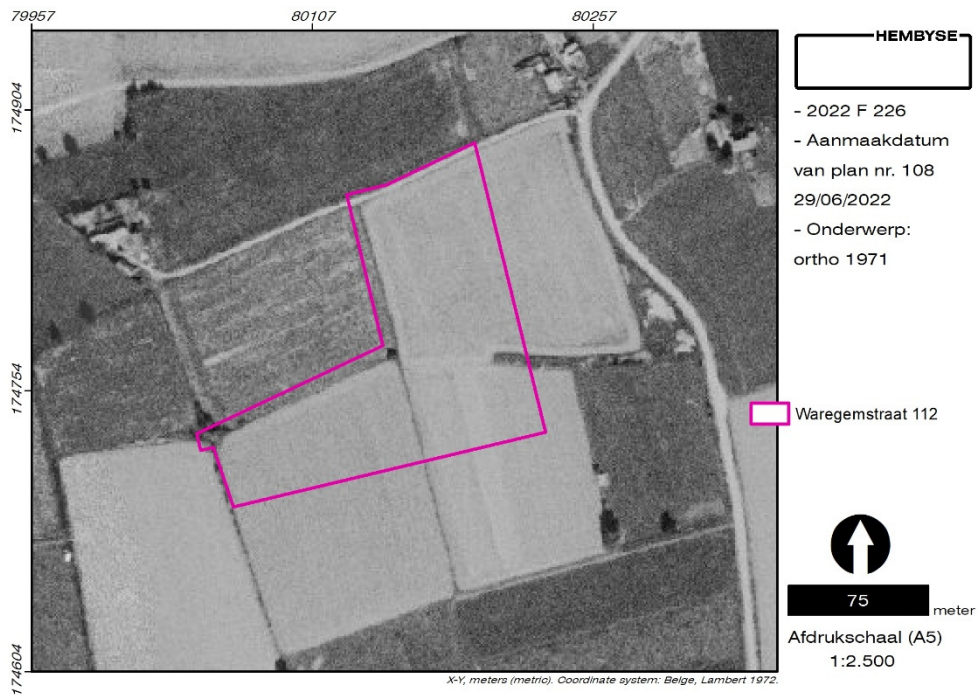 79957
80107
80257
174904
174754
174604
HEMBYSE
- 2022 F 226
- Aanmaakdatum
van plan nr. 108
29/06/2022
- Onderwerp:
ortho 1971
Waregemstraat 112
75
meter
Afdrukschaal (A5)
1:2.500
X-Y, meters (metric). Coordinate system: Belge, Lambert 1972.